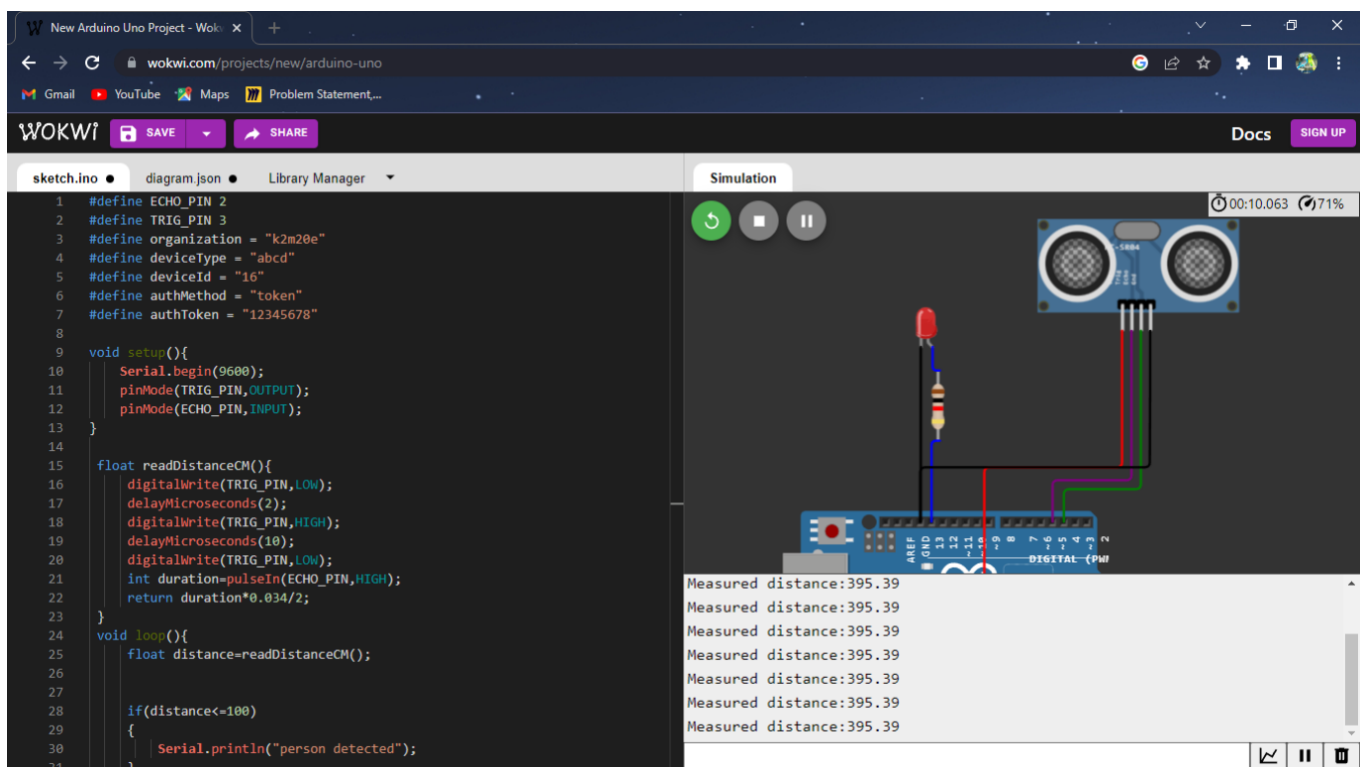 New Arduino Uno Project - Wok
wokwi.com/projects/new/arduino-uno
Gmail YouTube Maps Problem Statement,...
WOKWi SAVE SHARE Docs SIGN UP
sketch.ino diagram.json Library Manager
1 #define ECHO_PIN 2
2 #define TRIG_PIN 3
3 #define organization = "k2m20e"
4 #define deviceType = "abcd"
5 #define deviceId = "16"
6 #define authMethod = "token"
7 #define authToken = "12345678"
8
9 void setup(){
10 Serial.begin(9600);
11 pinMode(TRIG_PIN,OUTPUT);
12 pinMode(ECHO_PIN,INPUT);
13 }
14
15 float readDistanceCM(){
16 digitalWrite(TRIG_PIN,LOW);
17 delayMicroseconds(2);
18 digitalWrite(TRIG_PIN,HIGH);
19 delayMicroseconds(10);
20 digitalWrite(TRIG_PIN,LOW);
21 int duration=pulseIn(ECHO_PIN,HIGH);
22 return duration*0.034/2;
23 }
24 void loop(){
25 float distance=readDistanceCM();
26
27
28 if(distance<=100)
29 {
30 Serial.println("person detected");
31 }
Simulation
00:10.063 71%
AREF GND 13 12 ~11 ~10 ~9 8 7 ~6 ~5 4 ~3 2
DIGITAL (PWM
Measured distance:395.39
Measured distance:395.39
Measured distance:395.39
Measured distance:395.39
Measured distance:395.39
Measured distance:395.39
Measured distance:395.39